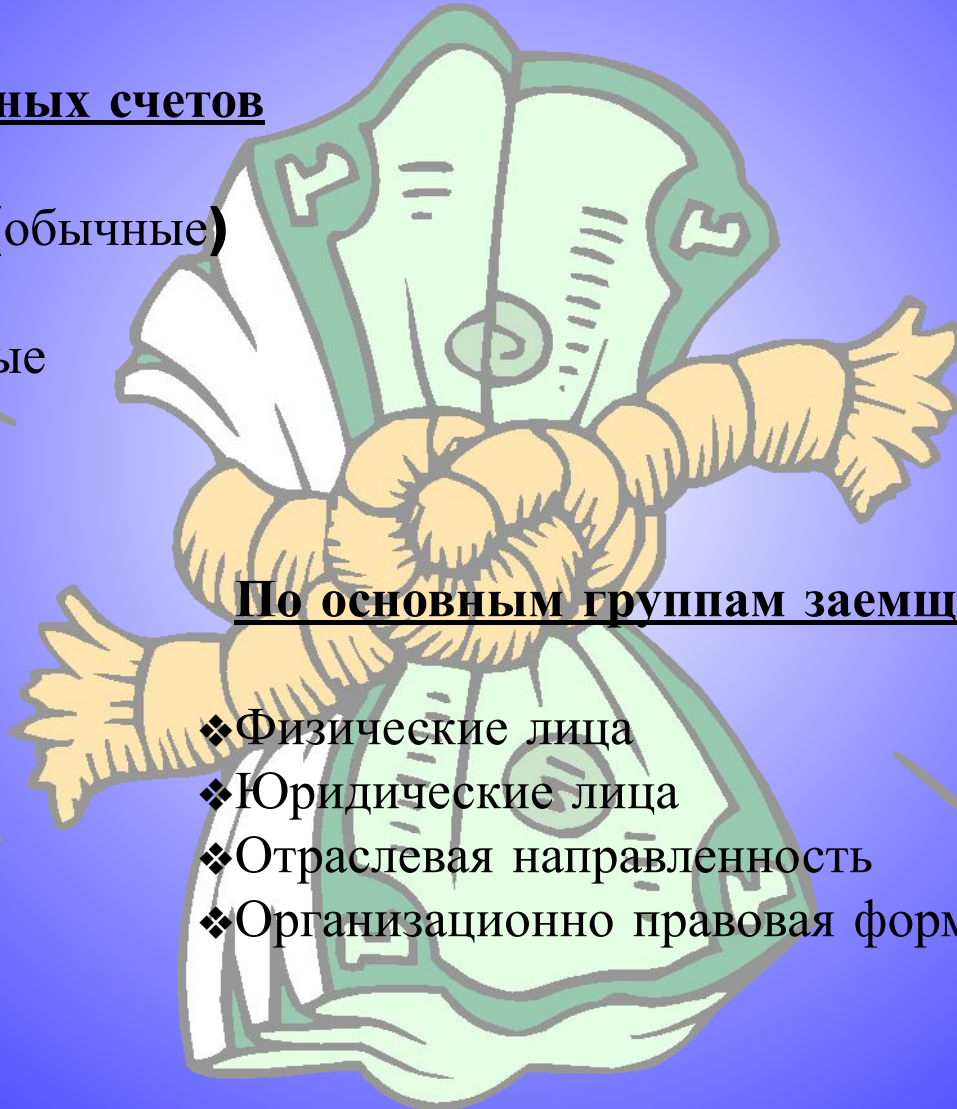 ных счетов
(обычные)
ые
По основным группам заемщ
❖Физические лица
❖Юридические лица
❖Отраслевая направленность
❖Организационно правовая форм